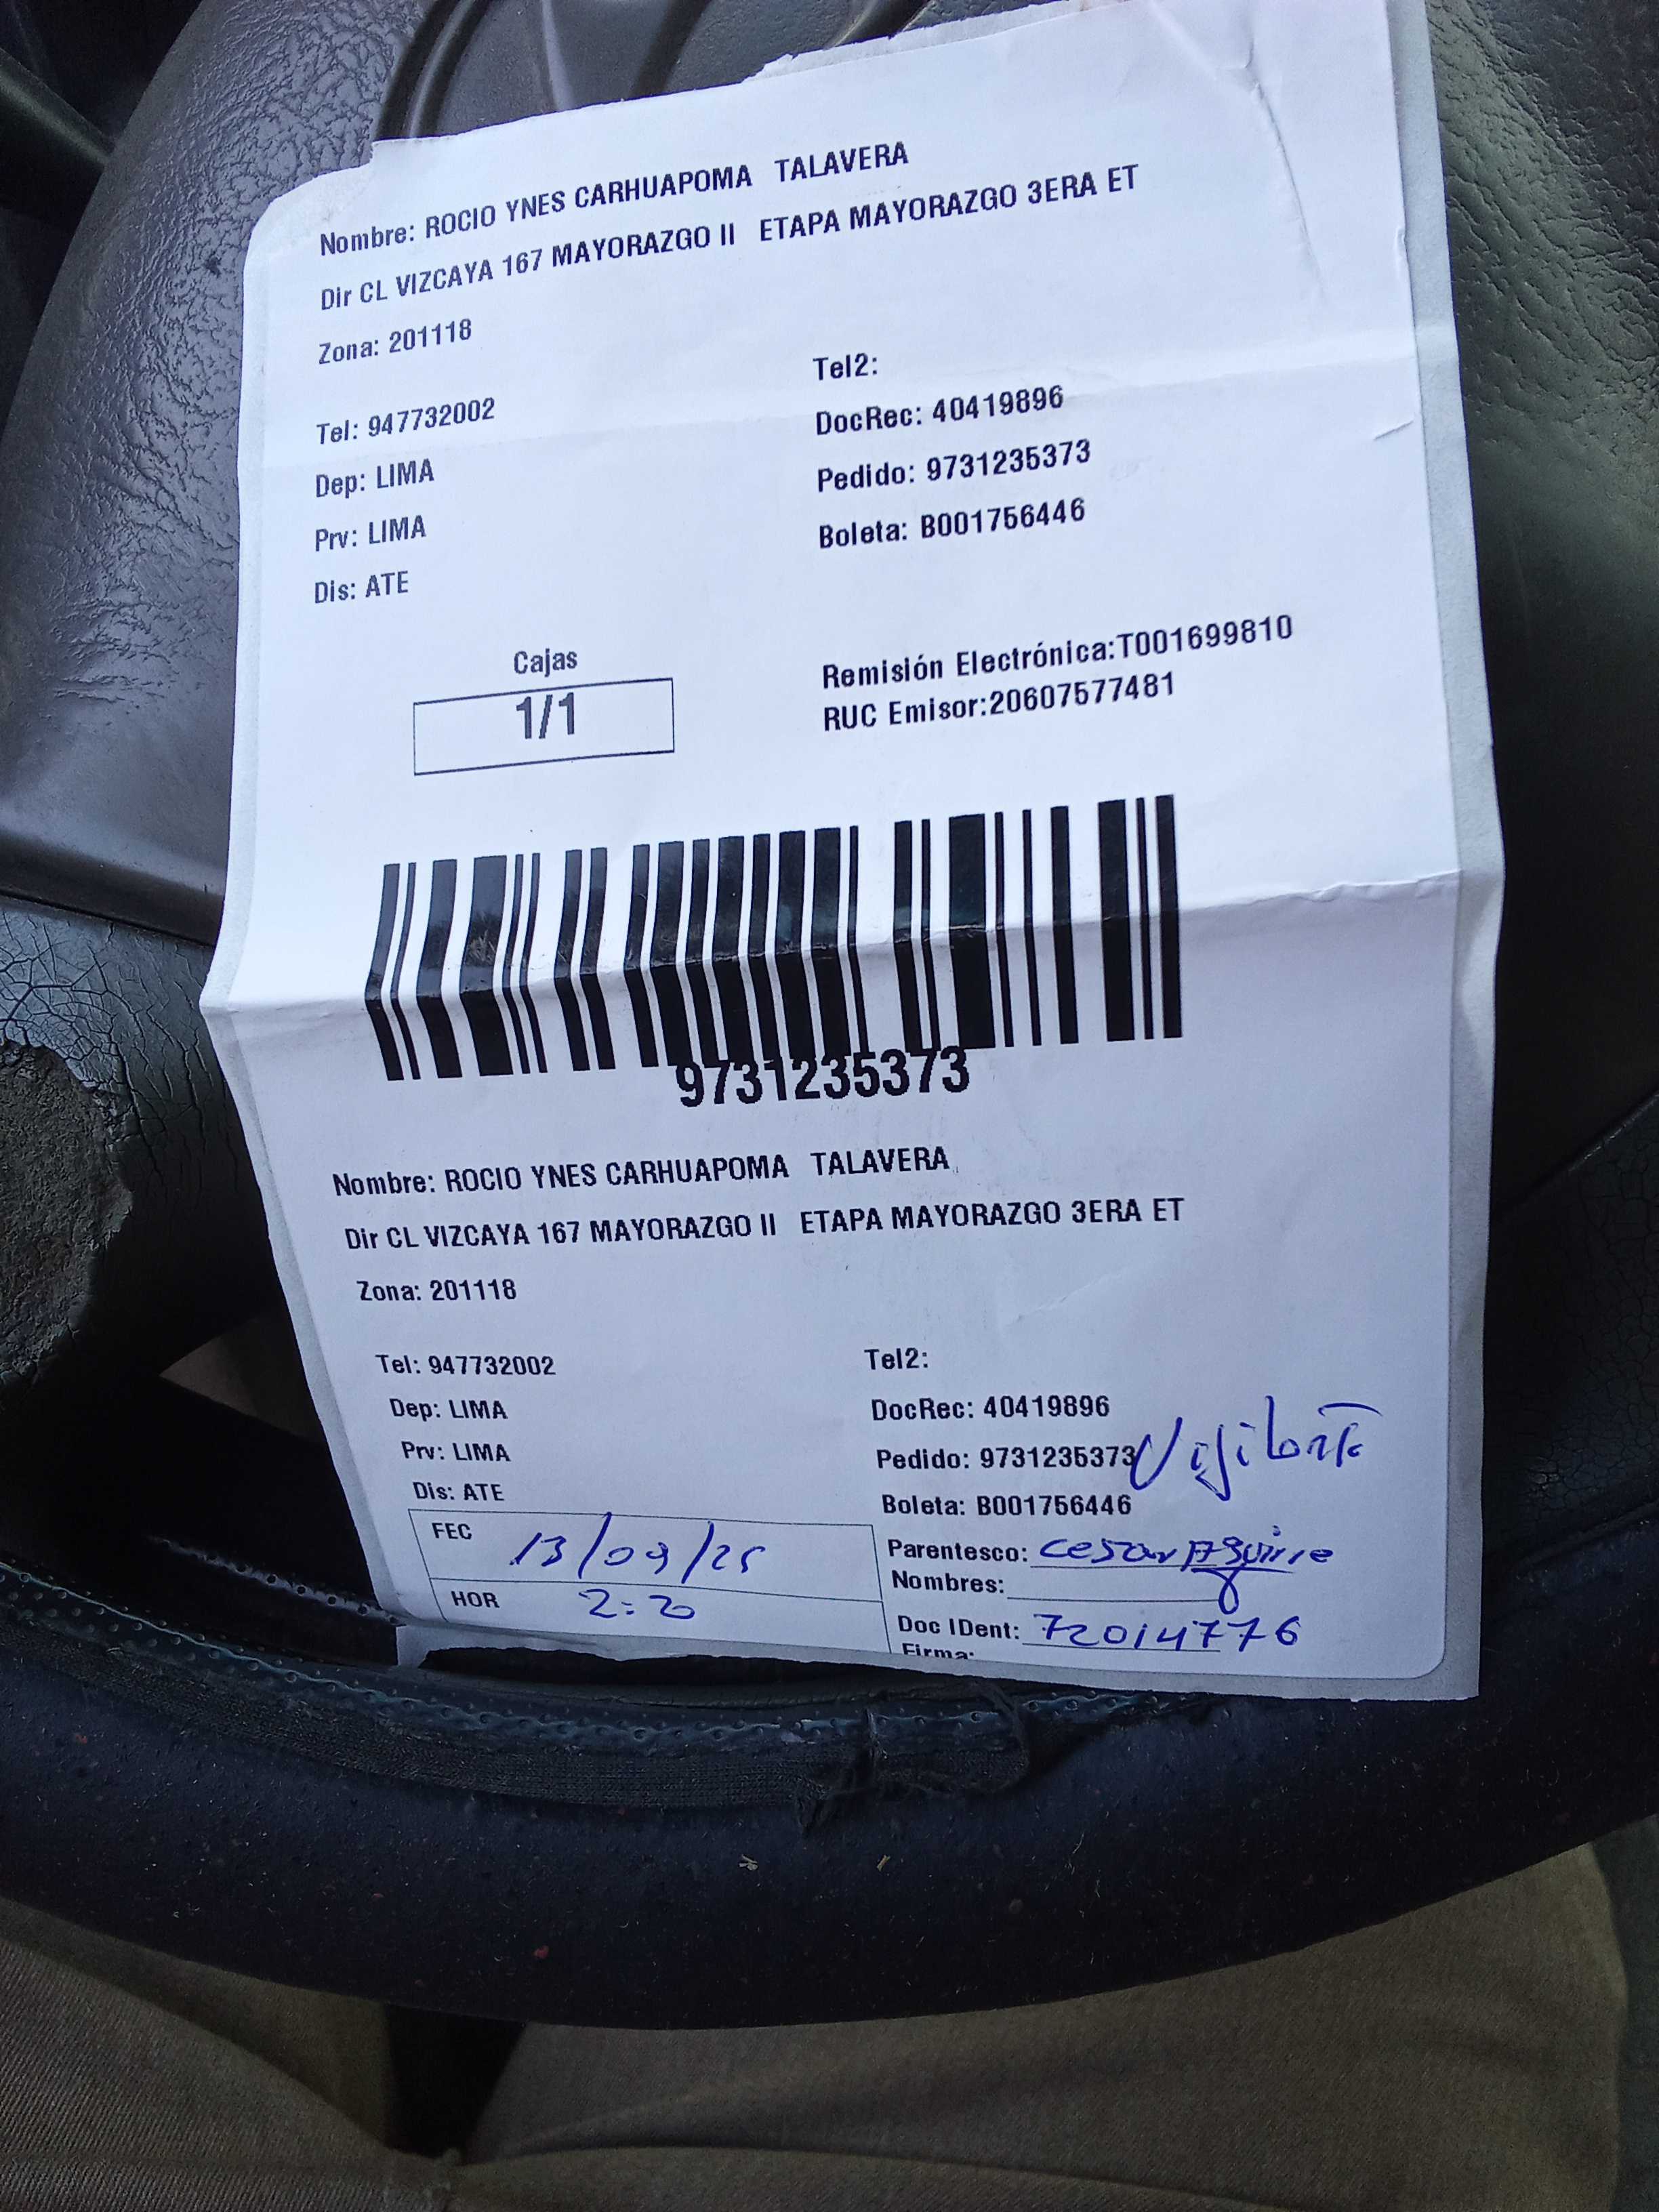 Nombre: ROCIO YNES CARHUAPOMA TALAVERA
Dir CL VIZCAYA 167 MAYORAZGO II ETAPA MAYORAZGO 3ERA ET
Zona: 201118
Tel2:
Tel: 947732002
DocRec: 40419896
Dep: LIMA
Pedido: 9731235373
Prv: LIMA
Boleta: B001756446
Dis: ATE
Cajas
1/1
Remisión Electrónica:T001699810
RUC Emisor:20607577481
9731235373
Nombre: ROCIO YNES CARHUAPOMA TALAVERA
Dir CL VIZCAYA 167 MAYORAZGO II ETAPA MAYORAZGO 3ERA ET
Zona: 201118
Tel: 947732002
Tel2:
Dep: LIMA
DocRec: 40419896
Prv: LIMA
Pedido: 9731235373 Vigilante
Dis: ATE
Boleta: B001756446
FEC 13/09/25
Parentesco: Cesar Aguirre
Nombres:
HOR 2:20
Doc IDent: 72014776
Firma: